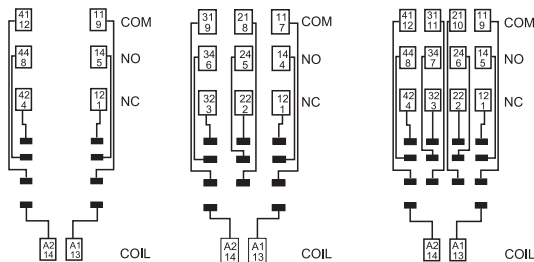 41 11 COM
12 9
44 14 NO
8 5
42 12 NC
4 1
A2 A1
14 13 COIL
31 21 11 COM
9 8 7
34 24 14 NO
6 5 4
32 22 12 NC
3 2 1
A2 A1
14 13 COIL
41 31 21 11 COM
12 11 10 9
44 34 24 14 NO
8 7 6 5
42 32 22 12 NC
4 3 2 1
A2 A1
14 13 COIL